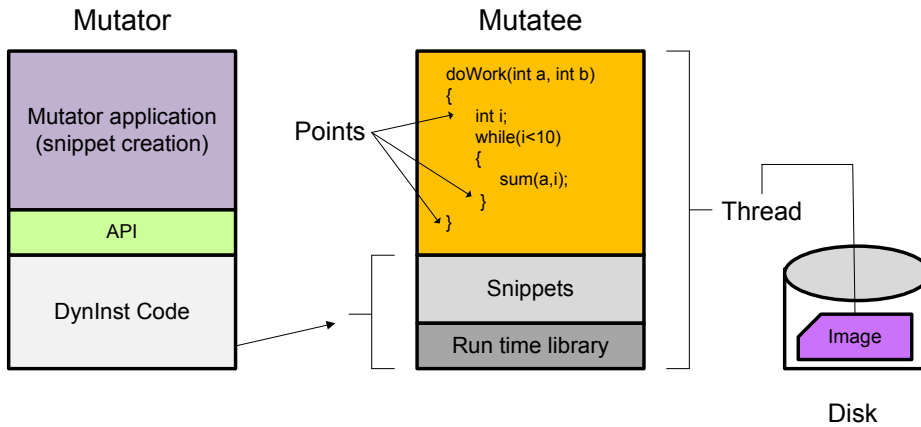 Mutator
Mutatee
Mutator application
(snippet creation)
API
DynInst Code
Points
doWork(int a, int b)
{
int i;
while(i<10)
{
sum(a,i);
}
}
Snippets
Run time library
Thread
Image
Disk